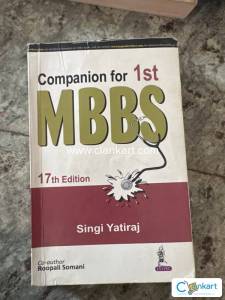 Companion for 1st
MBBS
www.clankart.com
17th Edition
Singi Yatiraj
Co-author
Roopali Somani
Clankart